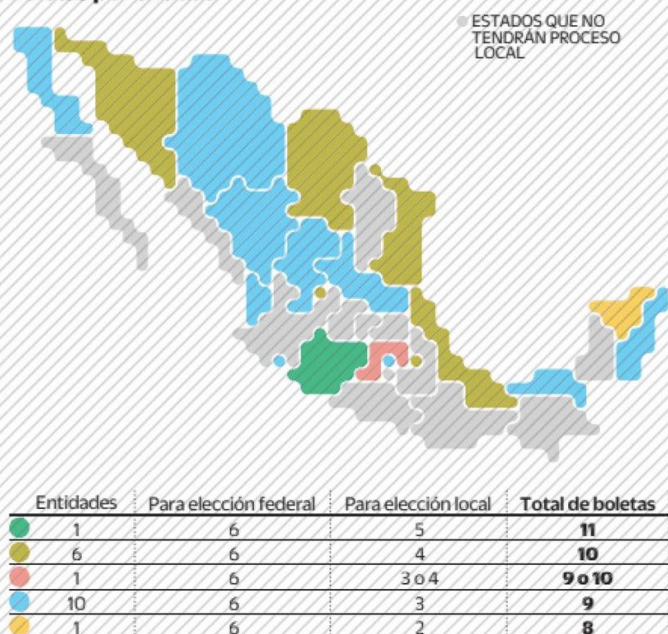 ESTADOS QUE NO
TENDRÁN PROCESO
LOCAL
Entidades Para elección federal Para elección local Total de boletas
1 6 5 11
6 6 4 10
1 6 3 o 4 9 o 10
10 6 3 9
1 6 2 8